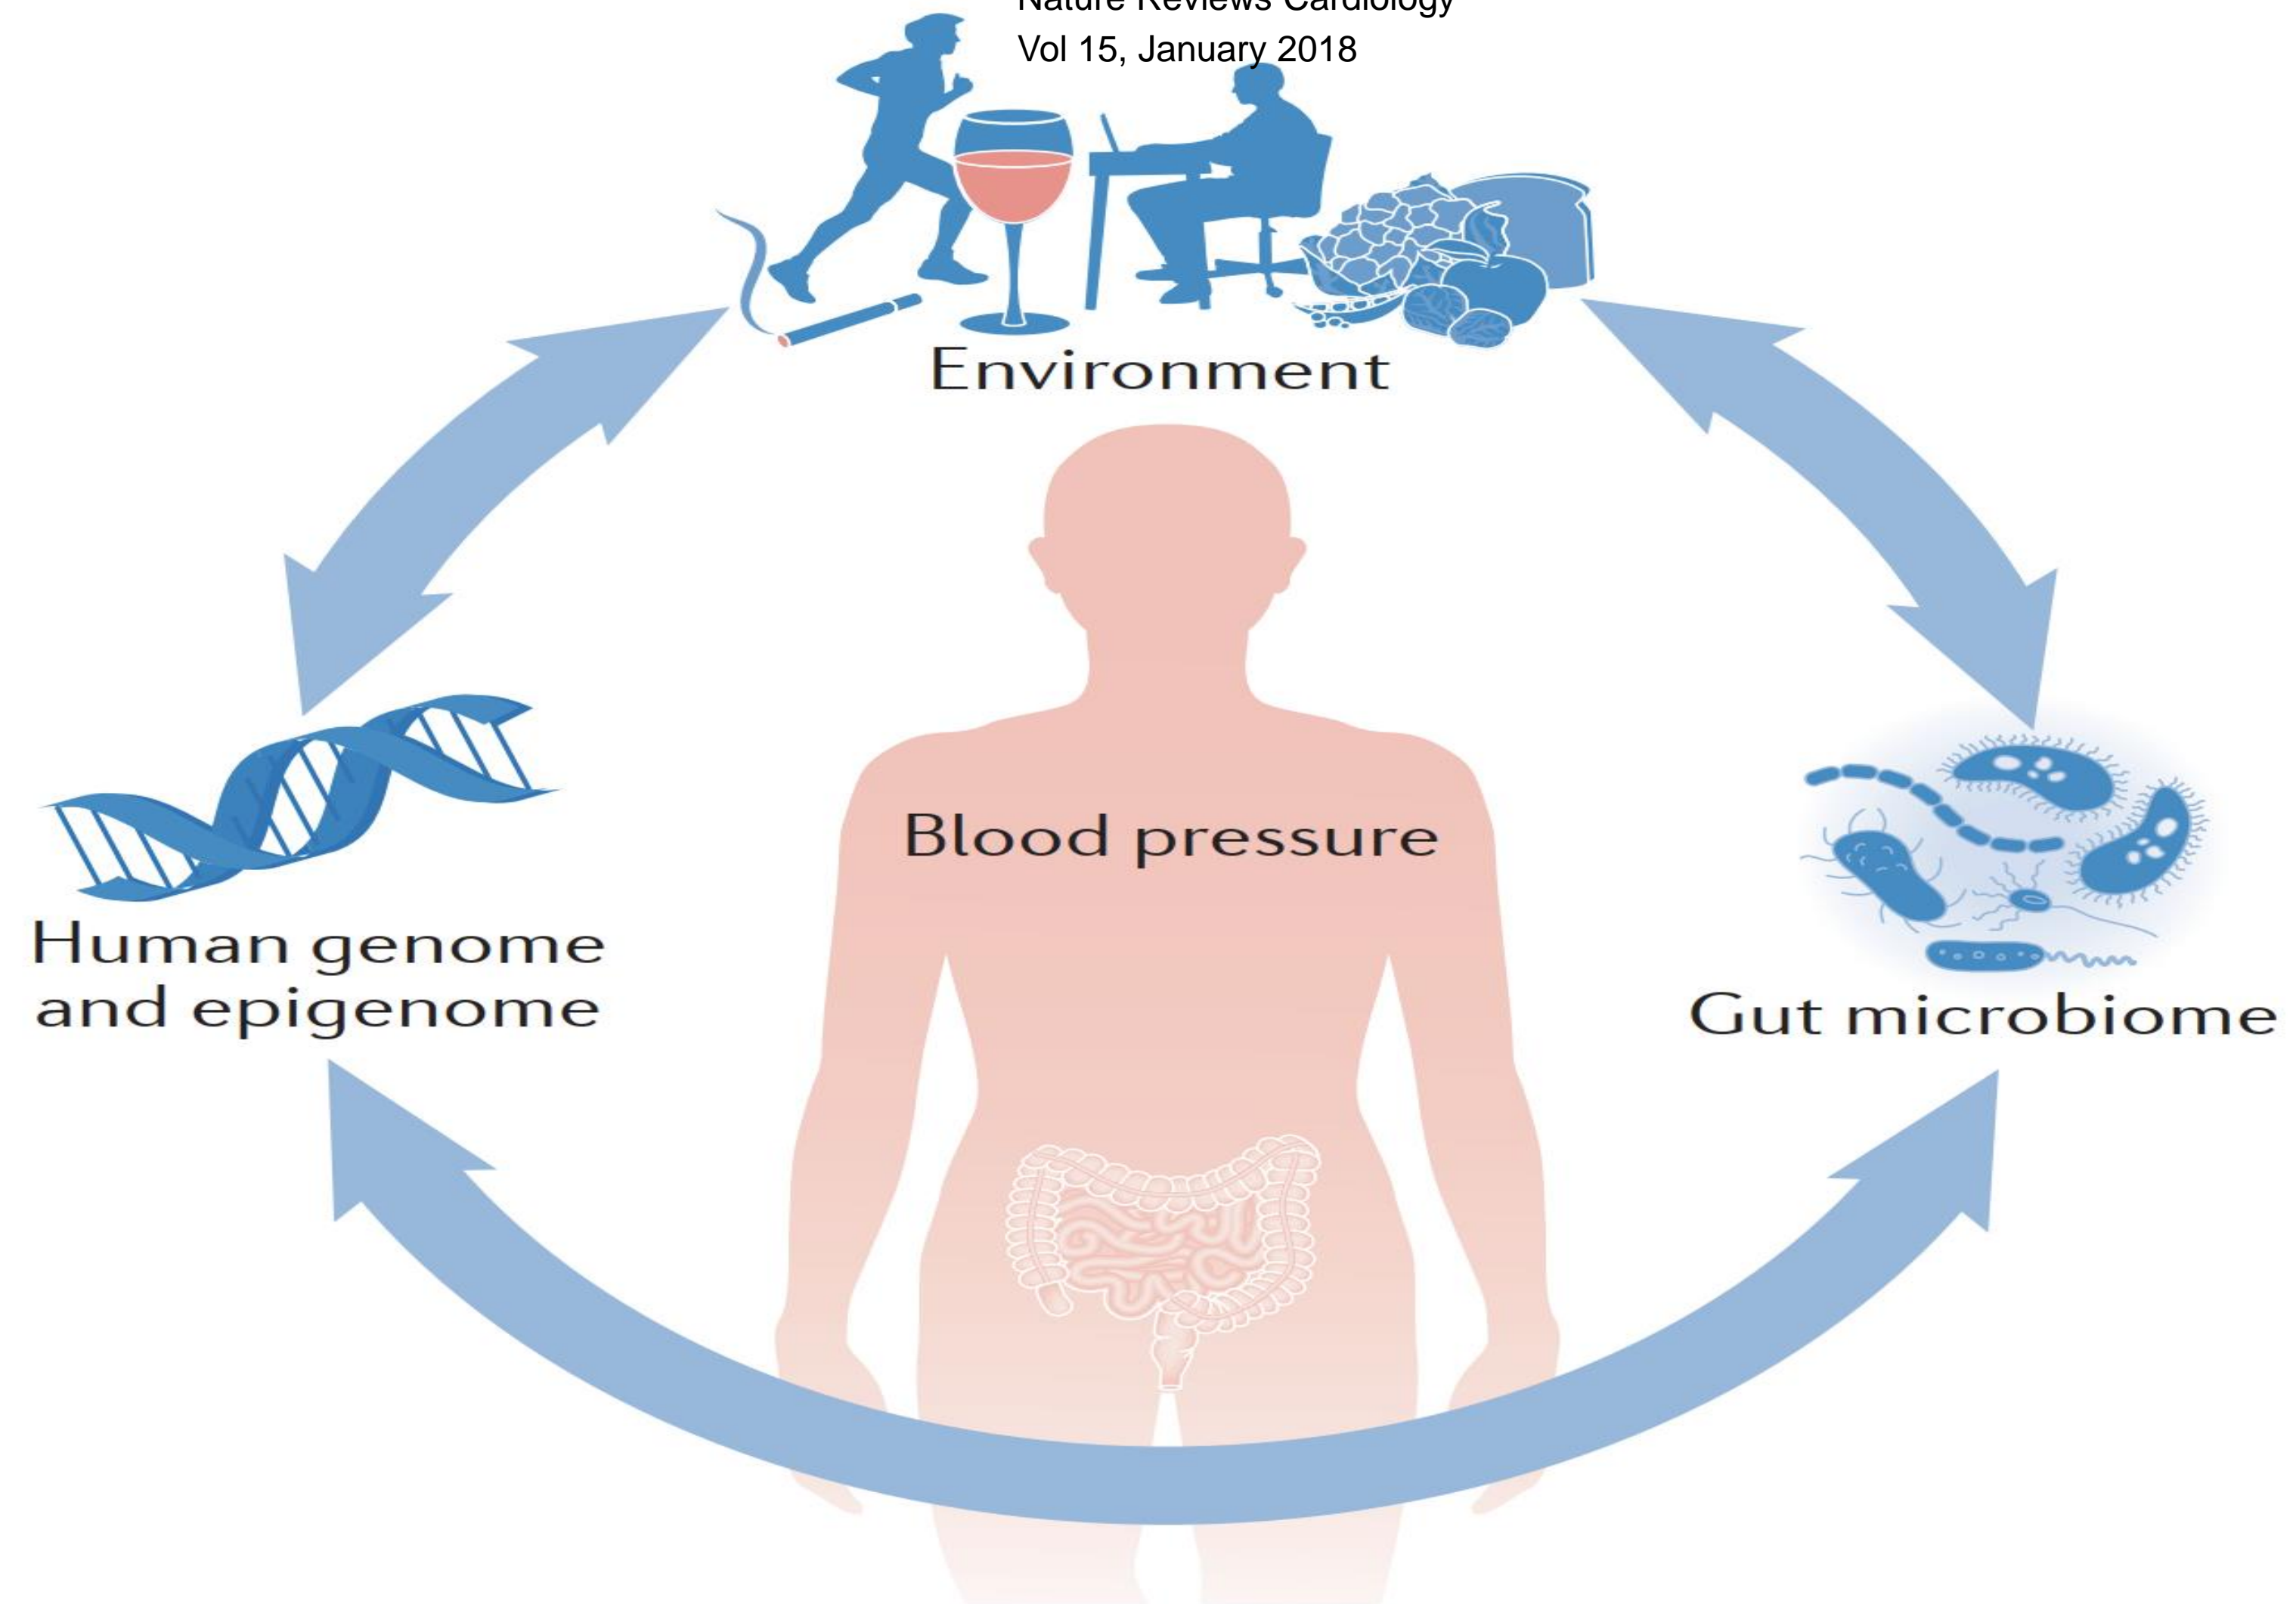 Nature Reviews Cardiology
Vol 15, January 2018
Environment
Blood pressure
Human genome
and epigenome
Gut microbiome